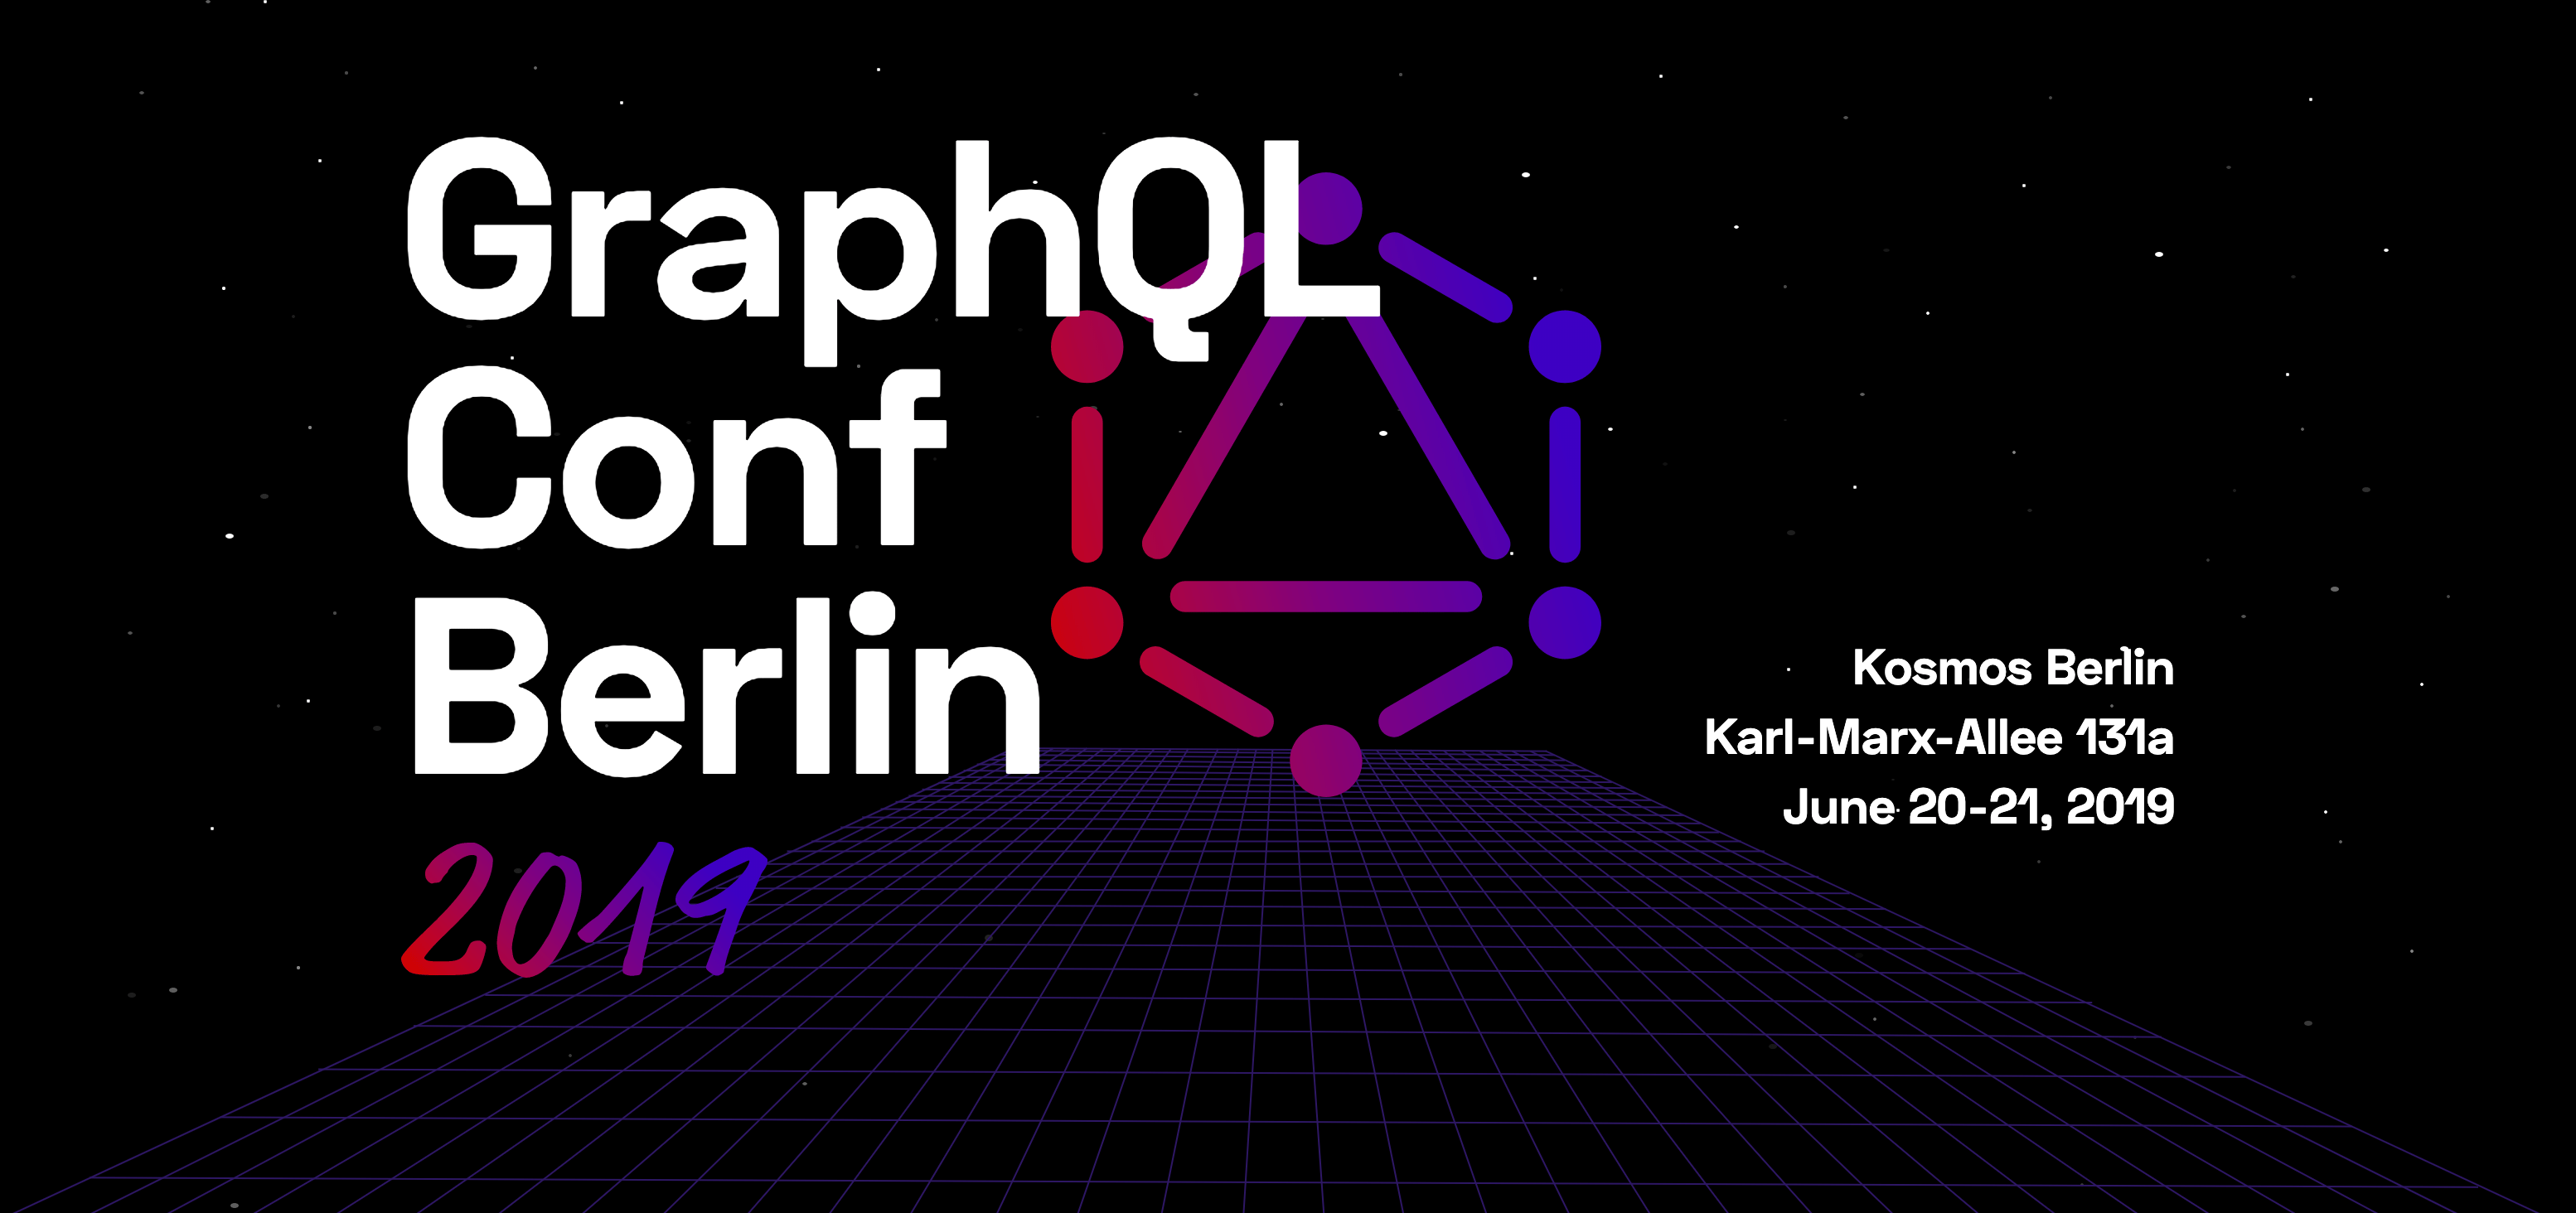 GraphQL
Conf
Berlin
2019
Kosmos Berlin
Karl-Marx-Allee 131a
June 20-21, 2019